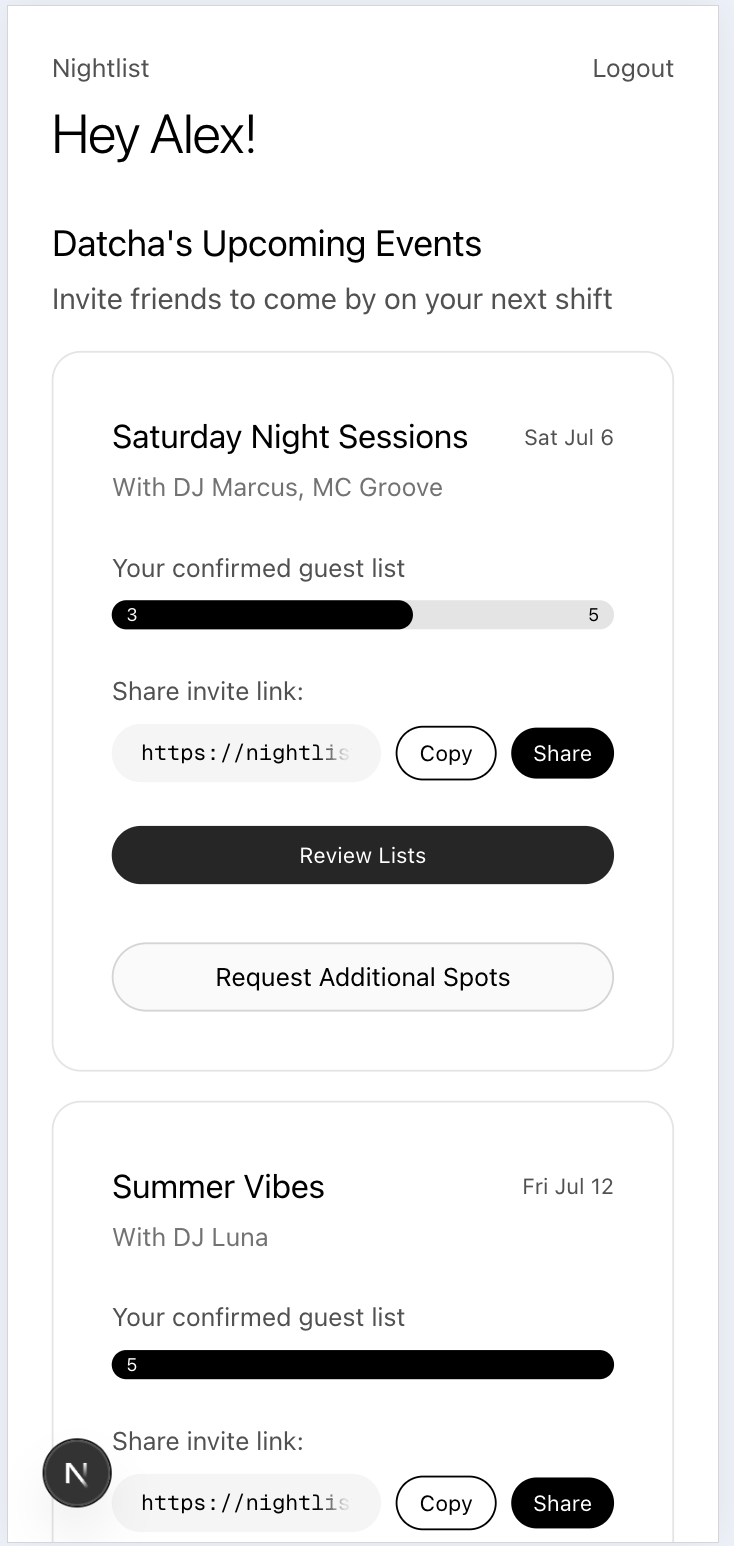 Nightlist Logout
Hey Alex!
Datcha's Upcoming Events
Invite friends to come by on your next shift
Saturday Night Sessions Sat Jul 6
With DJ Marcus, MC Groove
Your confirmed guest list
3 5
Share invite link:
https://nightlis Copy Share
Review Lists
Request Additional Spots
Summer Vibes Fri Jul 12
With DJ Luna
Your confirmed guest list
5
Share invite link:
N https://nightlis Copy Share